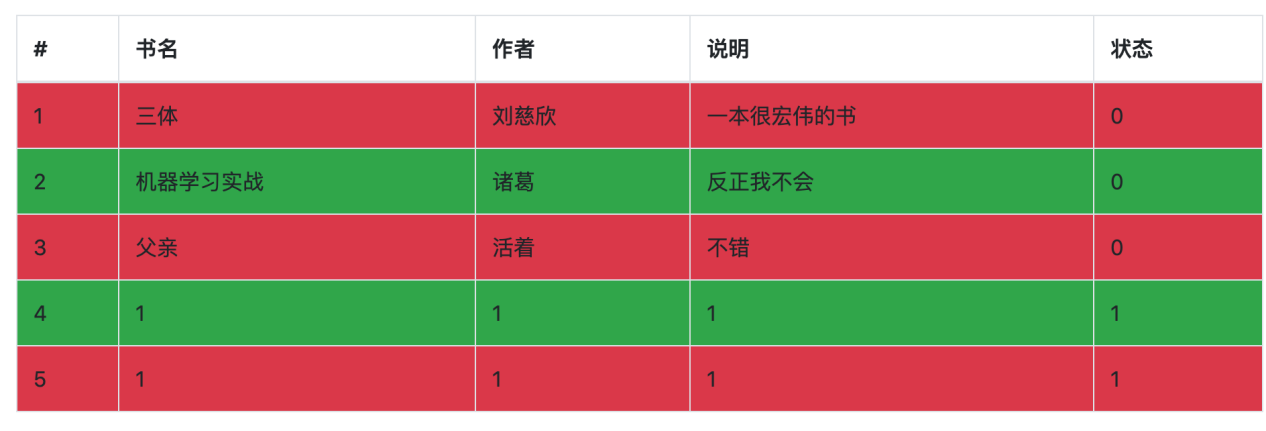 # 书名 作者 说明 状态
1 三体 刘慈欣 一本很宏伟的书 0
2 机器学习实战 诸葛 反正我不会 0
3 父亲 活着 不错 0
4 1 1 1 1
5 1 1 1 1